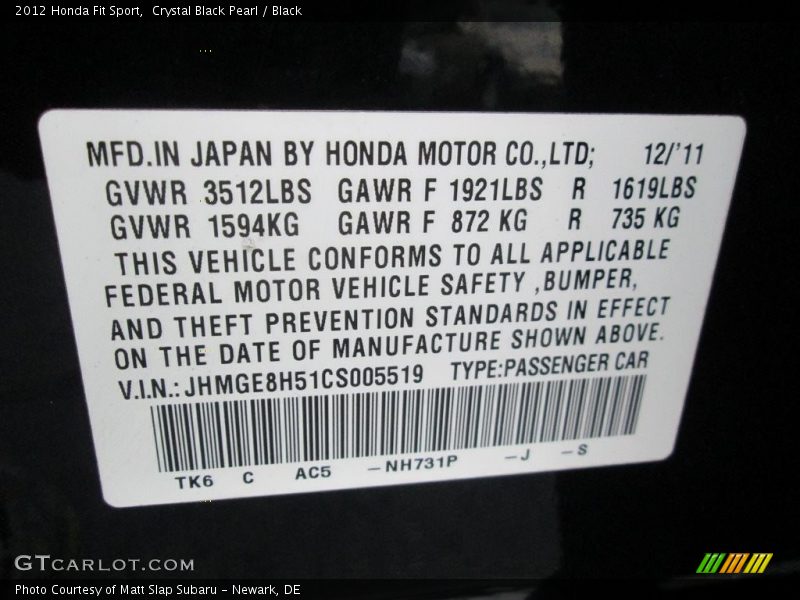 2012 Honda Fit Sport,  Crystal Black Pearl / Black
MFD.IN JAPAN BY HONDA MOTOR CO.,LTD; 12/'11
GVWR 3512LBS GAWR F 1921LBS R 1619LBS
GVWR 1594KG GAWR F 872 KG R 735 KG
THIS VEHICLE CONFORMS TO ALL APPLICABLE
FEDERAL MOTOR VEHICLE SAFETY ,BUMPER,
AND THEFT PREVENTION STANDARDS IN EFFECT
ON THE DATE OF MANUFACTURE SHOWN ABOVE.
V.I.N.: JHMGE8H51CS005519 TYPE:PASSENGER CAR
TK6 C AC5 –NH731P –J –S
GTCARLOT.COM
Photo Courtesy of Matt Slap Subaru – Newark, DE